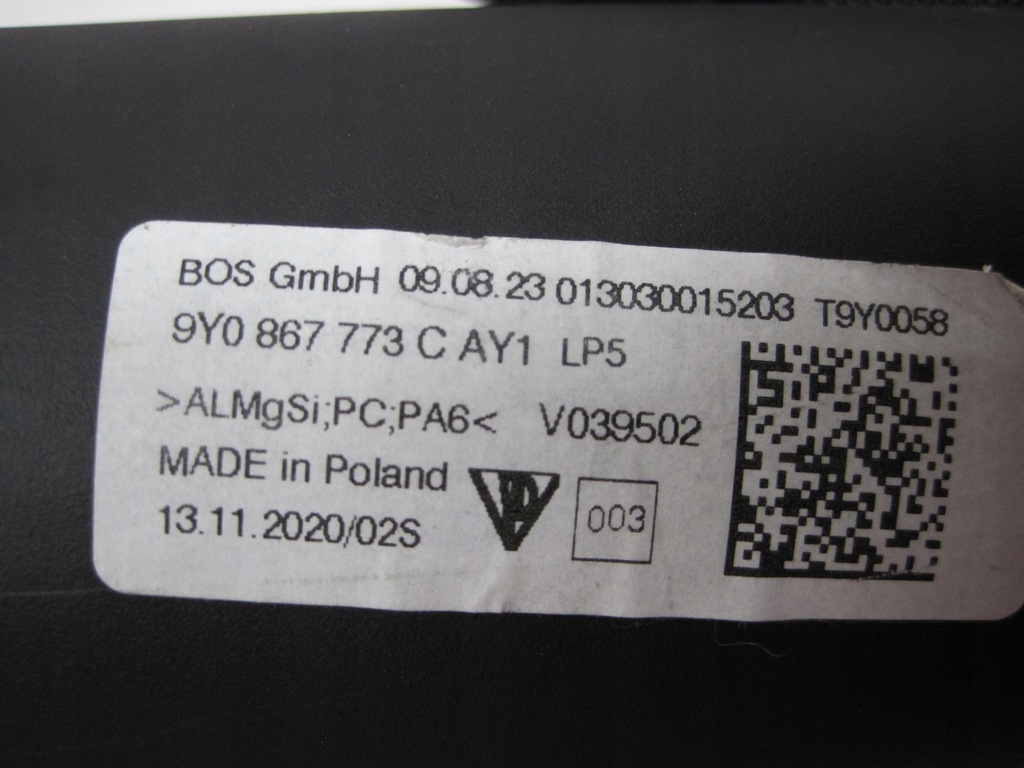 BOS GmbH 09.08.23 013030015203 T9Y0058
9Y0 867 773 C AY1 LP5
>ALMgSi;PC;PA6< V039502
MADE in Poland
13.11.2020/02S
003